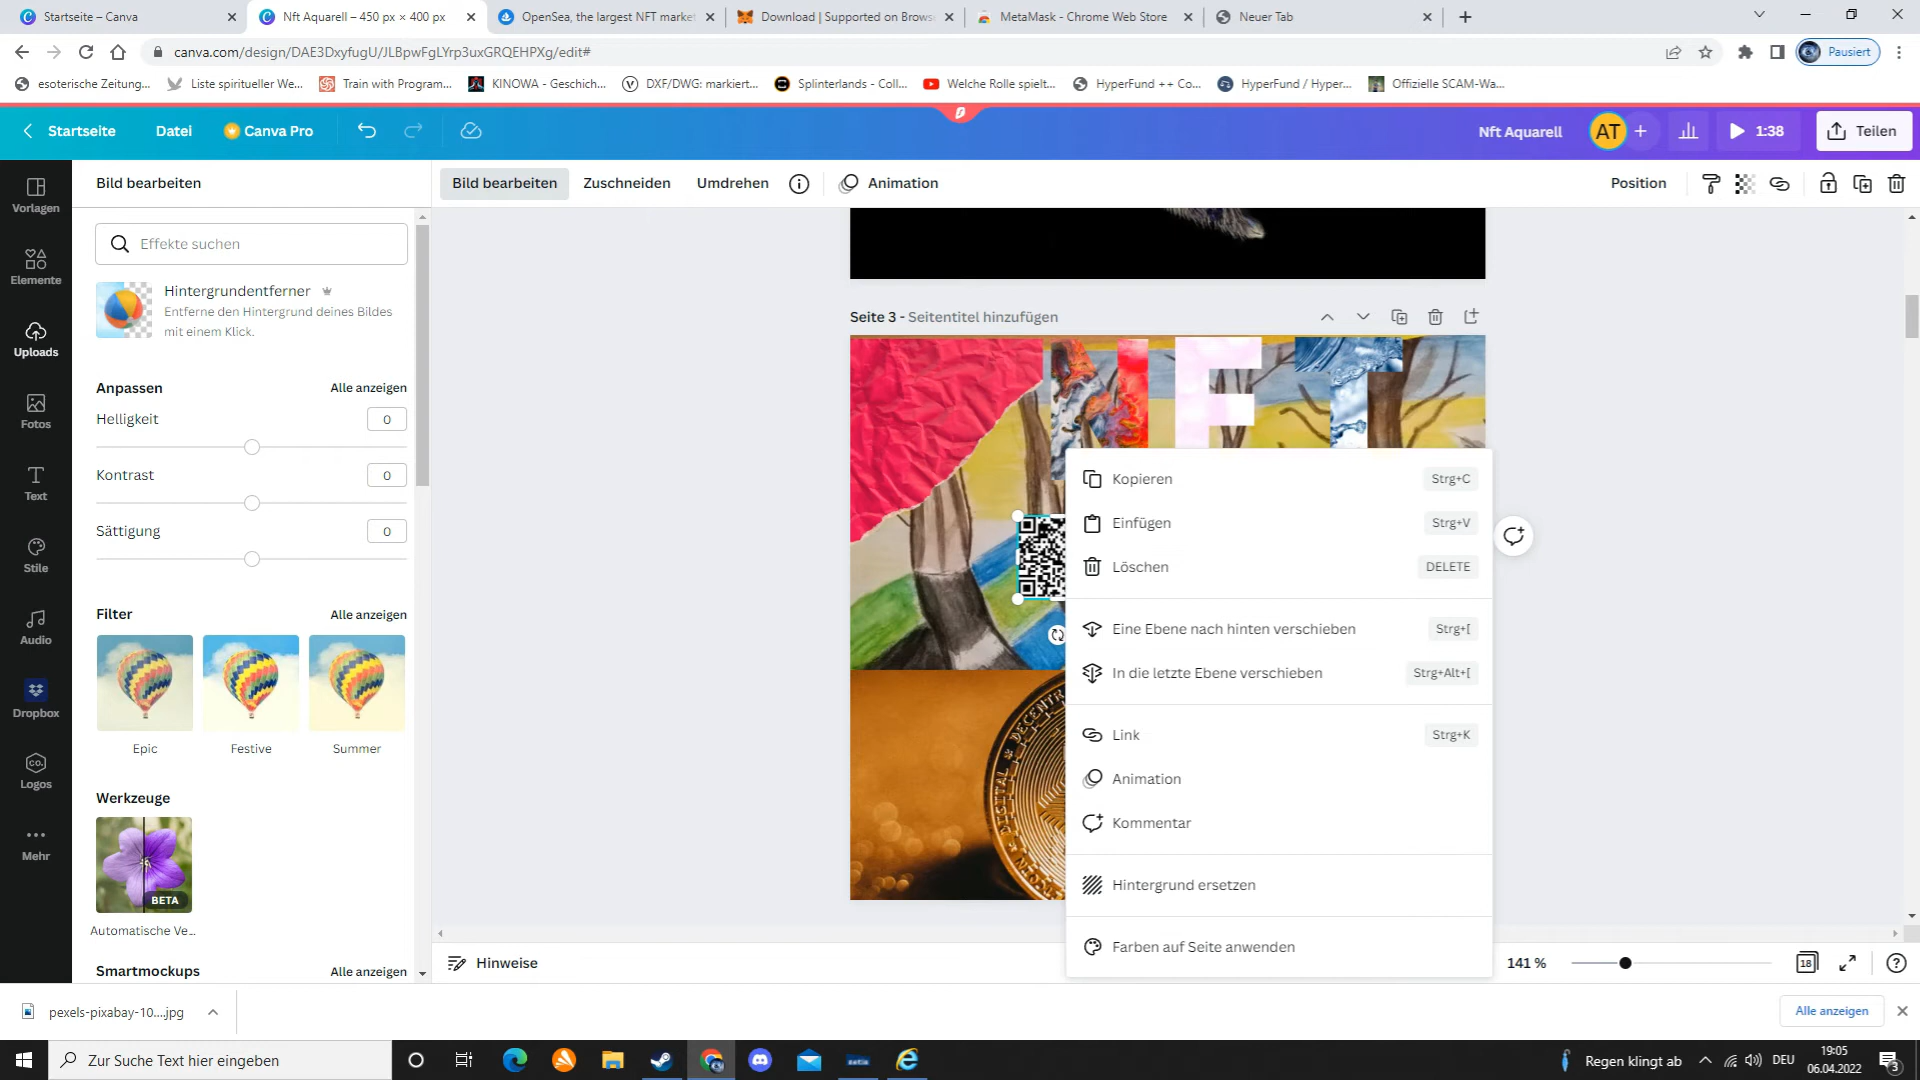 Startseite – Canva
Nft Aquarell – 450 px × 400 px
OpenSea, the largest NFT market
Download | Supported on Brows
MetaMask - Chrome Web Store
Neuer Tab
canva.com/design/DAE3DxyfugU/JLBpwFgLYrp3uxGRQEHPXg/edit#
Pausiert
esoterische Zeitung...
Liste spiritueller We...
Train with Program...
KINOWA - Geschich...
DXF/DWG: markiert...
Splinterlands - Coll...
Welche Rolle spielt...
HyperFund ++ Co...
HyperFund / Hyper...
Offizielle SCAM-Wa...
Startseite
Datei
Canva Pro
Nft Aquarell
AT
1:38
Teilen
Bild bearbeiten
Bild bearbeiten
Zuschneiden
Umdrehen
Animation
Position
Vorlagen
Elemente
Uploads
Fotos
Text
Stile
Audio
Dropbox
CO.
Logos
Mehr
Effekte suchen
Hintergrundentferner
Entferne den Hintergrund deines Bildes
mit einem Klick.
Anpassen
Alle anzeigen
Helligkeit
0
Kontrast
0
Sättigung
0
Filter
Alle anzeigen
Epic
Festive
Summer
Werkzeuge
BETA
Automatische Ve...
Smartmockups
Alle anzeigen
Seite 3 - Seitentitel hinzufügen
NFT
DIGITAL * DECENTR
Kopieren
Strg+C
Einfügen
Strg+V
Löschen
DELETE
Eine Ebene nach hinten verschieben
Strg+[
In die letzte Ebene verschieben
Strg+Alt+[
Link
Strg+K
Animation
Kommentar
Hintergrund ersetzen
Farben auf Seite anwenden
Hinweise
141 %
18
pexels-pixabay-10....jpg
Alle anzeigen
Zur Suche Text hier eingeben
Regen klingt ab
DEU
19:05
06.04.2022
3